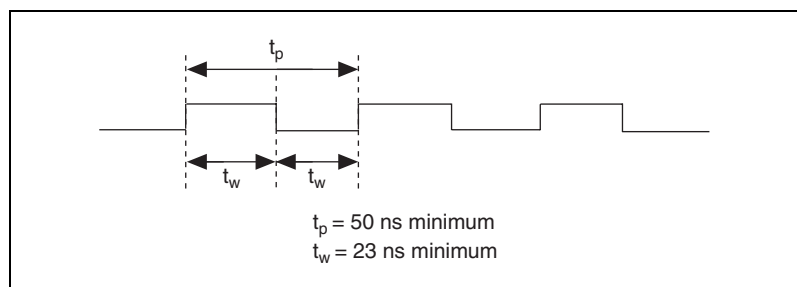 tp
tw tw
tp = 50 ns minimum
tw = 23 ns minimum